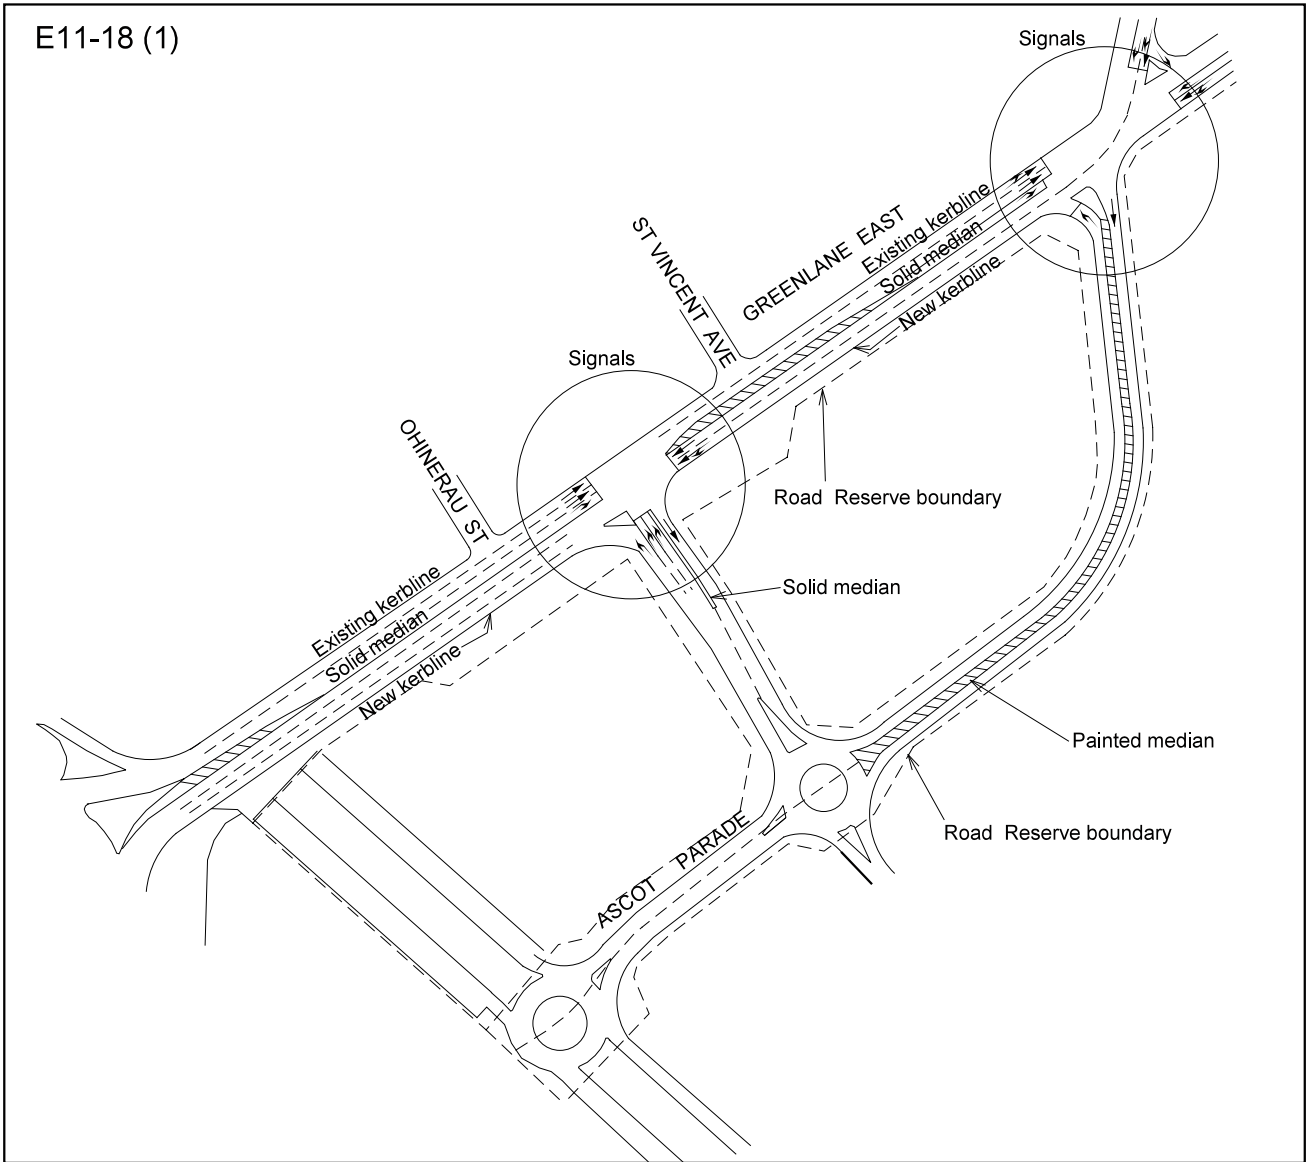 E11-18 (1)
Signals
ST VINCENT AVE
GREENLANE EAST
Existing kerbline
Solid median
New kerbline
Signals
OHINERAU ST
Road Reserve boundary
Existing kerbline
Solid median
New kerbline
Solid median
Painted median
ASCOT PARADE
Road Reserve boundary